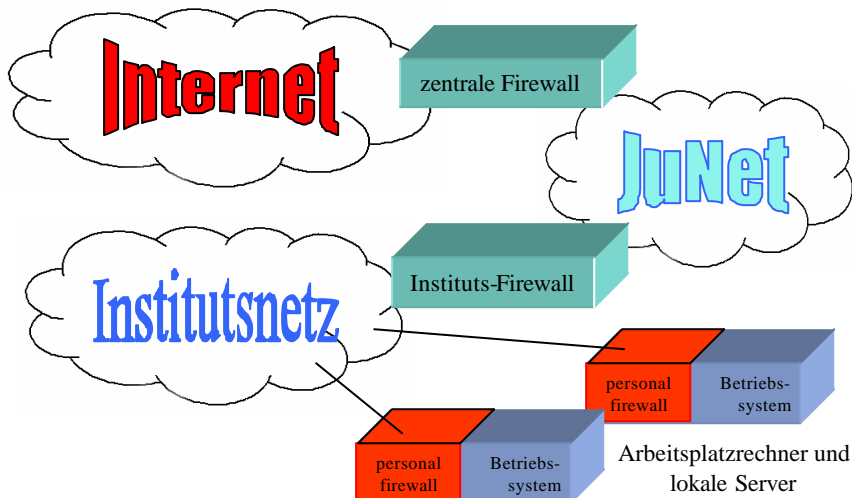 Internet
zentrale Firewall
JuNet
Institutsnetz
Instituts-Firewall
personal
firewall
Betriebs-
system
personal
firewall
Betriebs-
system
Arbeitsplatzrechner und
lokale Server